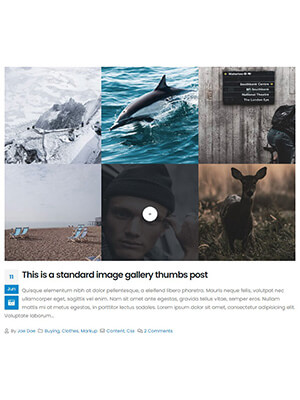 Waterloo
Southbank Centre
BFI Southbank
National Theatre
The London Eye
11
Jun
This is a standard image gallery thumbs post
Quisque elementum nibh at dolor pellentesque, a eleifend libero pharetra. Mauris neque felis, volutpat nec
ullamcorper eget, sagittis vel enim. Nam sit amet ante egestas, gravida tellus vitae, semper eros. Nullam
mattis mi at metus egestas, in porttitor lectus sodales. Lorem ipsum dolor sit amet, consectetur adipiscing elit.
Voluptate laborum...
By Joe Doe Buying, Clothes, Markup Content, Css 2 Comments